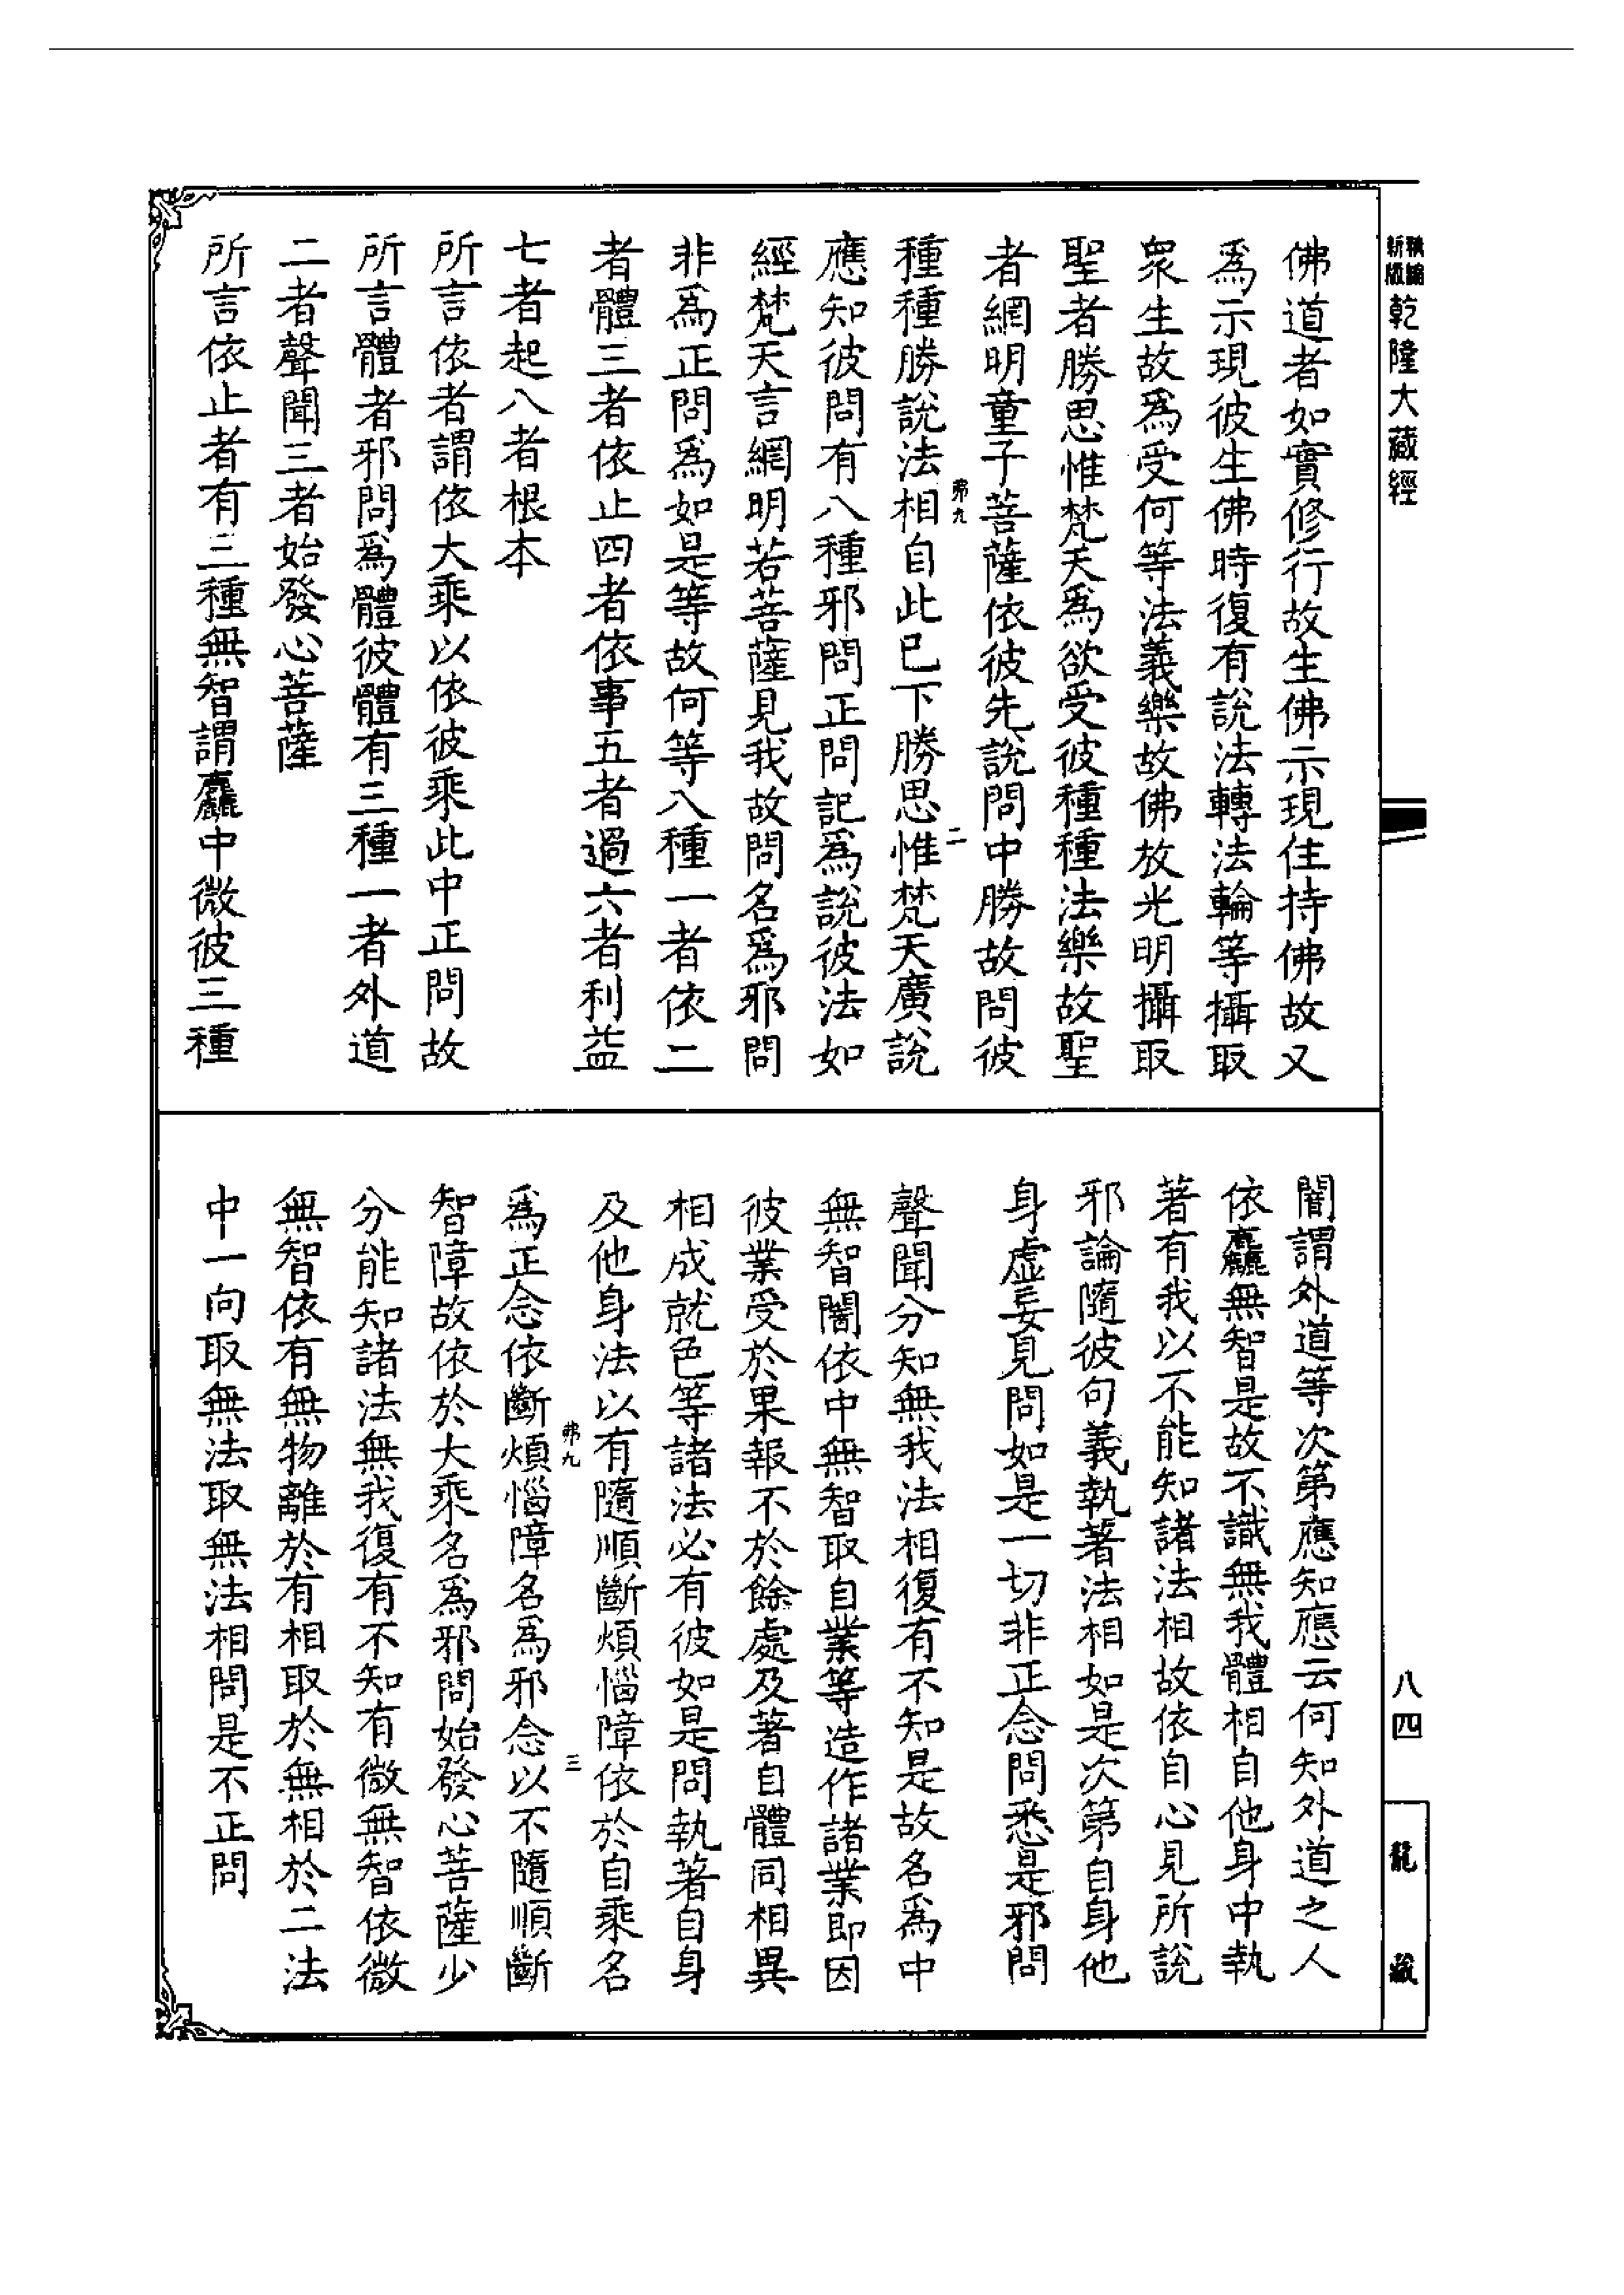 新編縮版乾隆大藏經
佛道者如實修行故生佛示現住持佛故又
爲示現彼生佛時復有說法轉法輪等攝取
衆生故爲受何等法義樂故佛放光明攝取
聖者勝思惟梵天爲欲受彼種種法樂故聖
者網明童子菩薩依彼先說問中勝故問彼
弗九
二
種種勝說法相自此已下勝思惟梵天廣說
應知彼問有八種邪問正問記爲說彼法如
經梵天言網明若菩薩見我故問名爲邪問
非爲正問爲如是等故何等八種一者依二
者體三者依止四者依事五者過六者利益
七者起八者根本
所言依者謂依大乘以依彼乘此中正問故
所言體者邪問爲體彼體有三種一者外道
二者聲聞三者始發心菩薩
所言依止者有三種無智謂麤中微彼三種
闇謂外道等次第應知應云何知外道之人
依麤無智是故不識無我體相自他身中執
著有我以不能知諸法相故依自心見所說
邪論隨彼句義執著法相如是次第自身他
身虛妄見問如是一切非正念問悉是邪問
聲聞分知無我法相復有不知是故名爲中
無智闇依中無智取自業等造作諸業即因
彼業受於果報不於餘處及著自體同相異
相成就色等諸法必有彼如是問執著自身
及他身法以有隨順斷煩惱障依於自乘名
弗九
三
爲正念依斷煩惱障名爲邪念以不隨順斷
智障故依於大乘名爲邪問始發心菩薩少
分能知諸法無我復有不知有微無智依微
無智依有無物離於有相取於無相於二法
中一向取無法取無法相問是不正問
八四
龍藏